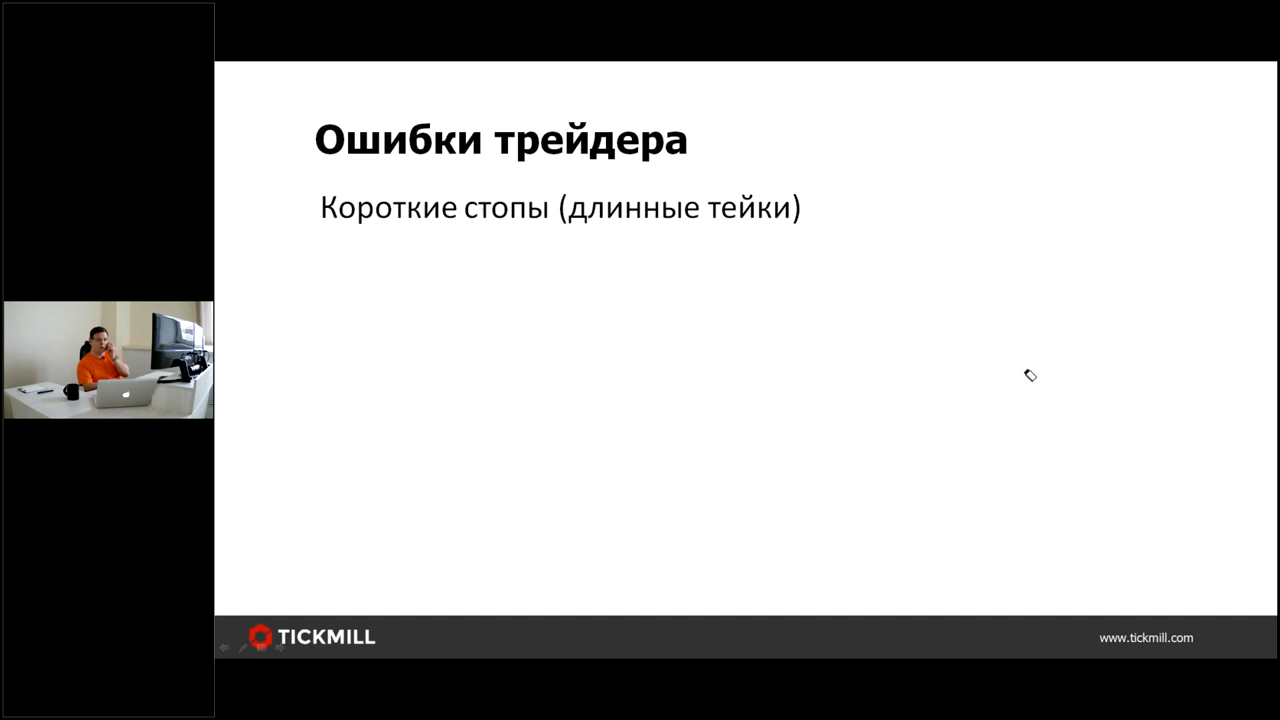 Ошибки трейдера
Короткие стопы (длинные тейки)
TICKMILL
www.tickmill.com